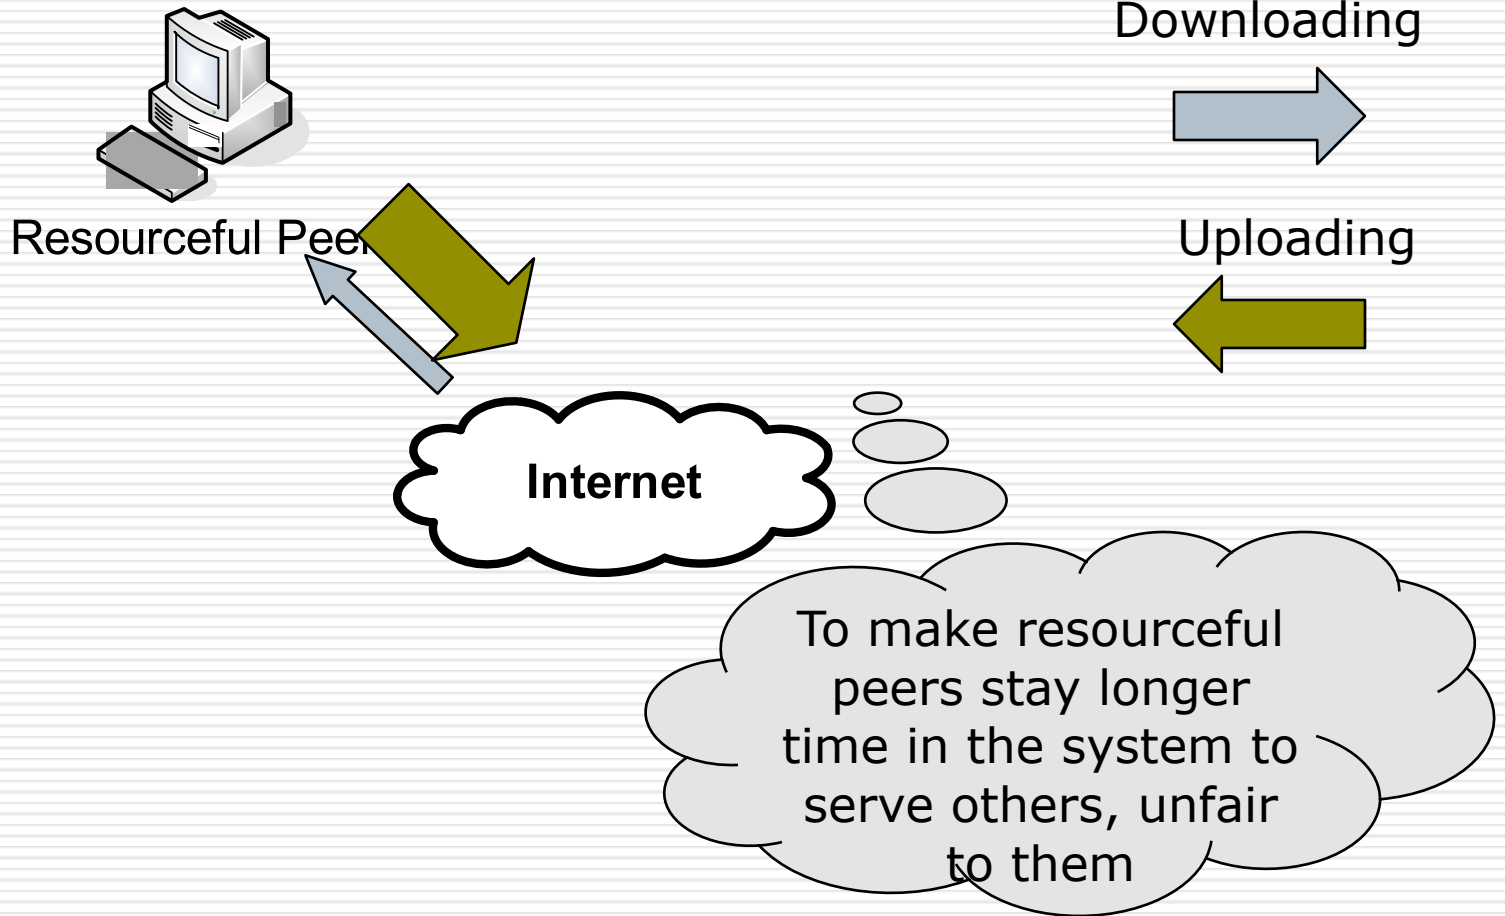 Downloading
Resourceful Peer
Uploading
Internet
To make resourceful
peers stay longer
time in the system to
serve others, unfair
to them